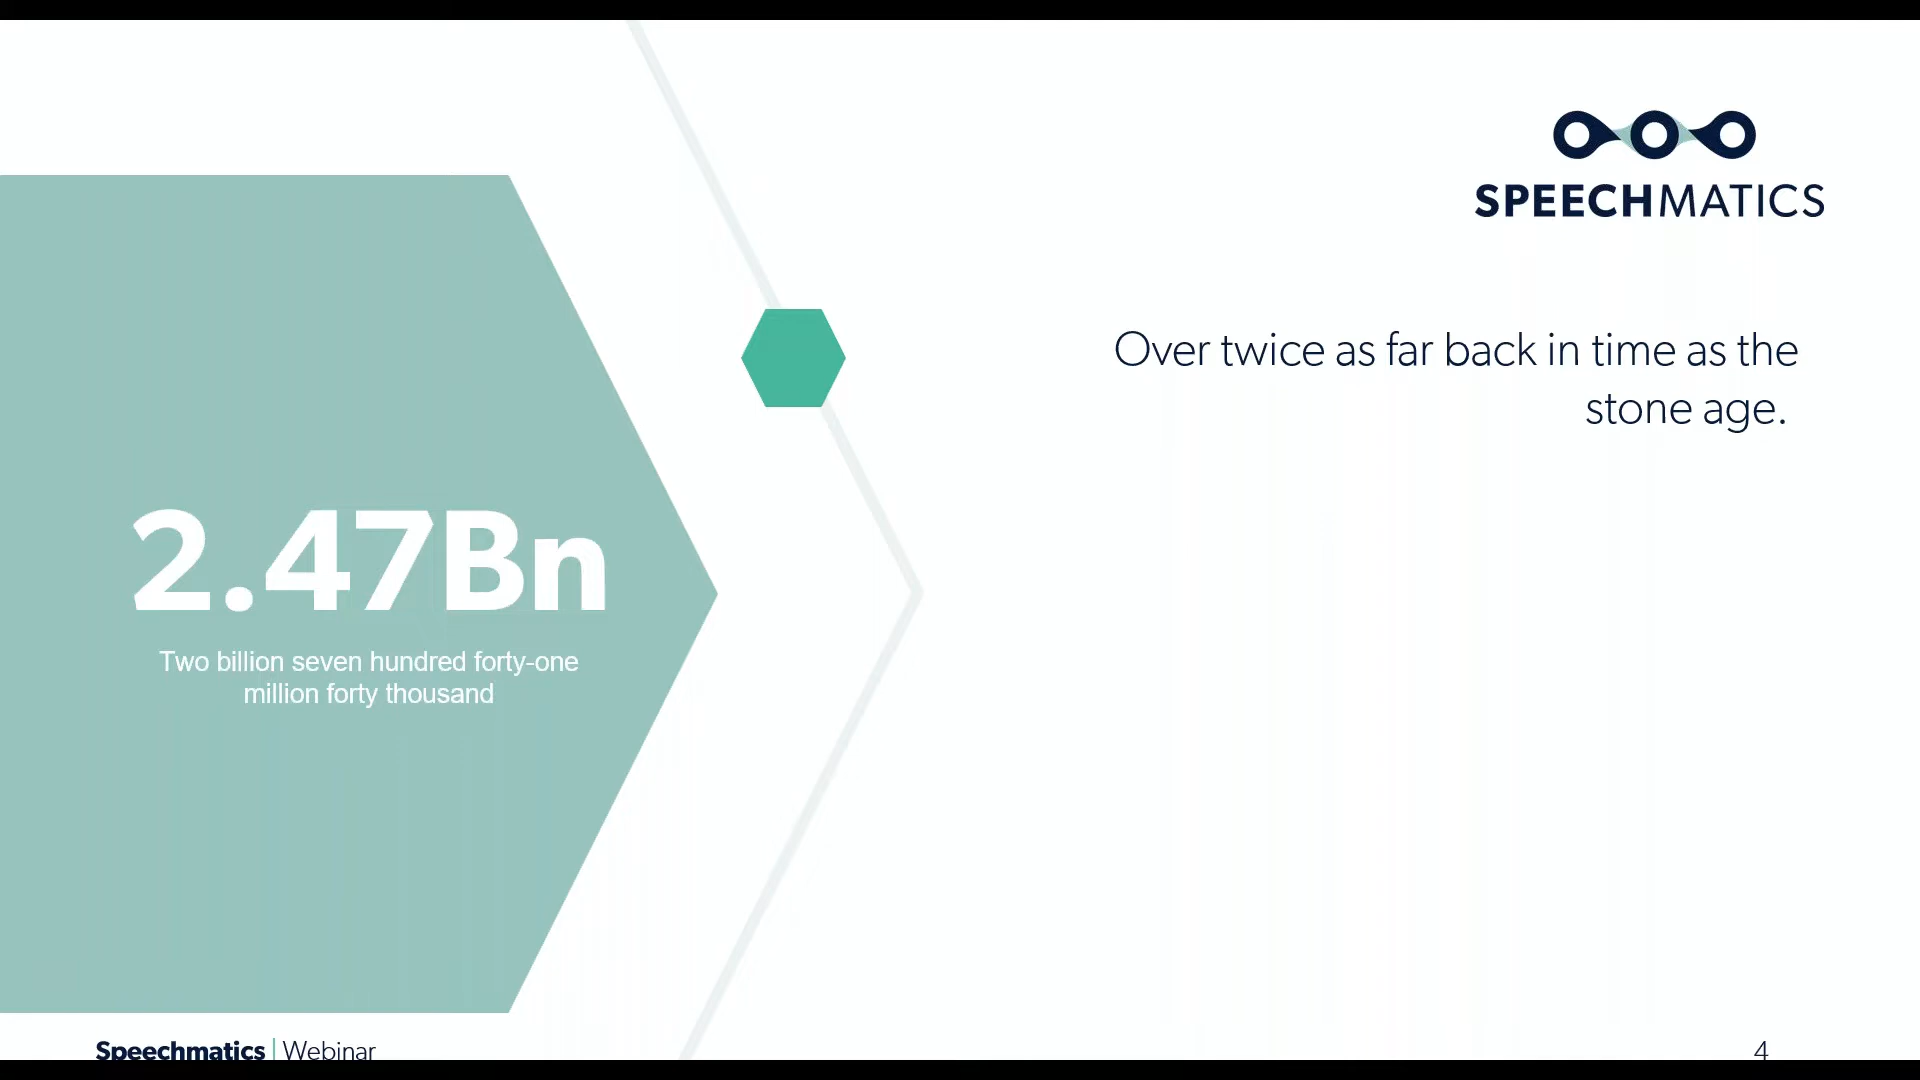 SPEECHMATICS
Over twice as far back in time as the
stone age.
2.47Bn
Two billion seven hundred forty-one
million forty thousand
Speechmatics | Webinar
4